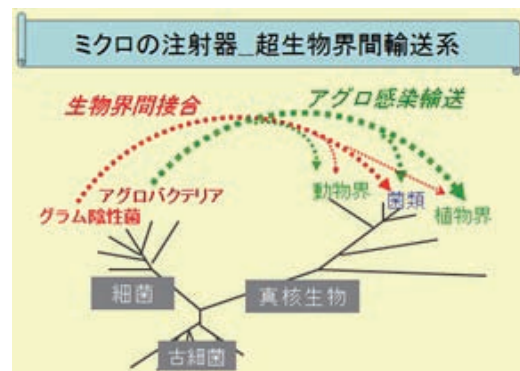 ミクロの注射器_超生物界間輸送系
生物界間接合
アグロ感染輸送
アグロバクテリア
グラム陰性菌
動物界
菌類
植物界
細菌
真核生物
古細菌